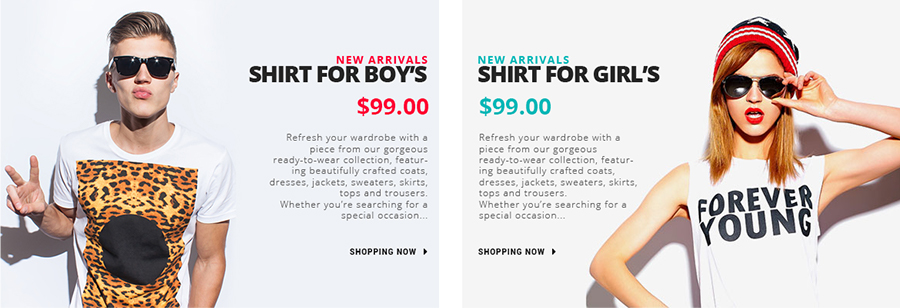 NEW ARRIVALS
SHIRT FOR BOY'S
$99.00
Refresh your wardrobe with a
piece from our gorgeous
ready-to-wear collection, featur-
ing beautifully crafted coats,
dresses, jackets, sweaters, skirts,
tops and trousers.
Whether you're searching for a
special occasion...
SHOPPING NOW
NEW ARRIVALS
SHIRT FOR GIRL'S
$99.00
Refresh your wardrobe with a
piece from our gorgeous
ready-to-wear collection, featur-
ing beautifully crafted coats,
dresses, jackets, sweaters, skirts,
tops and trousers.
Whether you're searching for a
special occasion...
SHOPPING NOW
FOREVER
YOUNG